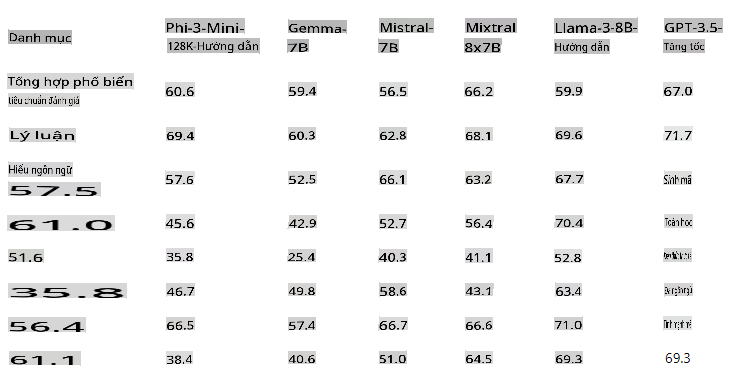 Danh mục Phi-3-Mini- Gemma- Mistral- Mixtral Llama-3-8B- GPT-3.5-
128K-Hướng dẫn 7B 7B 8x7B Hướng dẫn Tăng tốc
Tổng hợp phổ biến
tiêu chuẩn đánh giá 60.6 59.4 56.5 66.2 59.9 67.0
Lý luận 69.4 60.3 62.8 68.1 69.6 71.7
Hiểu ngôn ngữ
57.5 57.6 52.5 66.1 63.2 67.7 Sinh mã
61.0 45.6 42.9 52.7 56.4 70.4 Toán học
51.6 35.8 25.4 40.3 41.1 52.8
35.8 46.7 49.8 58.6 43.1 63.4 Đa ngôn ngữ
56.4 66.5 57.4 66.7 66.6 71.0
61.1 38.4 40.6 51.0 64.5 69.3 69.3